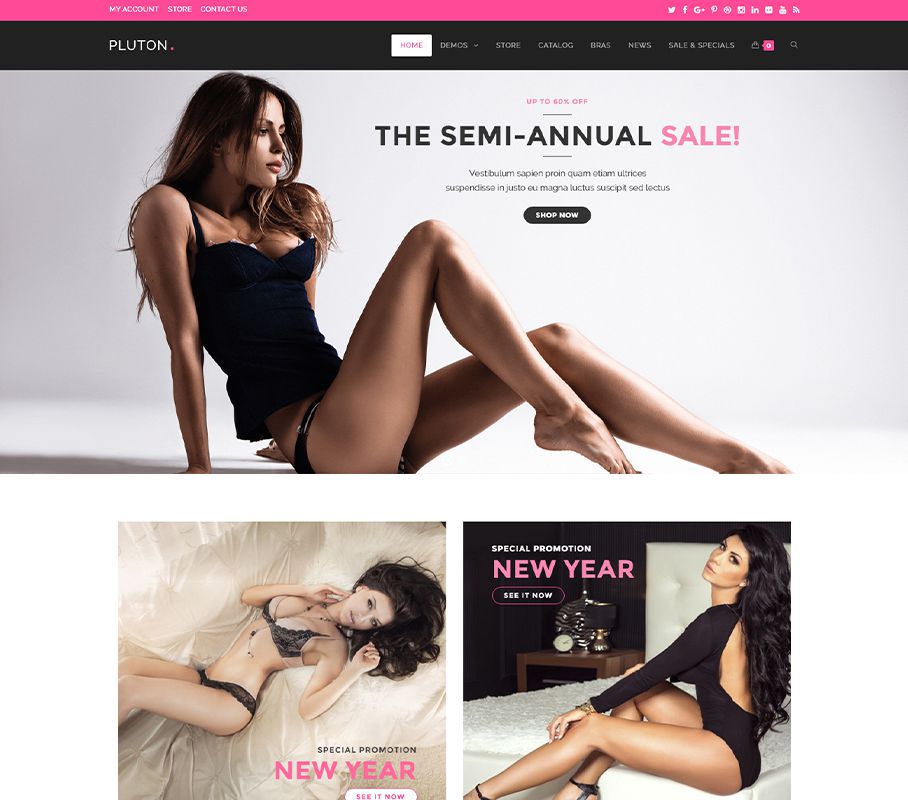 MY ACCOUNT STORE CONTACT US
PLUTON.
HOME DEMOS STORE CATALOG BRAS NEWS SALE & SPECIALS 0
UP TO 60% OFF
THE SEMI-ANNUAL SALE!
Vestibulum sapien proin quam etiam ultrices
suspendisse in justo eu magna luctus suscipit sed lectus
SHOP NOW
SPECIAL PROMOTION
NEW YEAR
SEE IT NOW
SPECIAL PROMOTION
NEW YEAR
SEE IT NOW